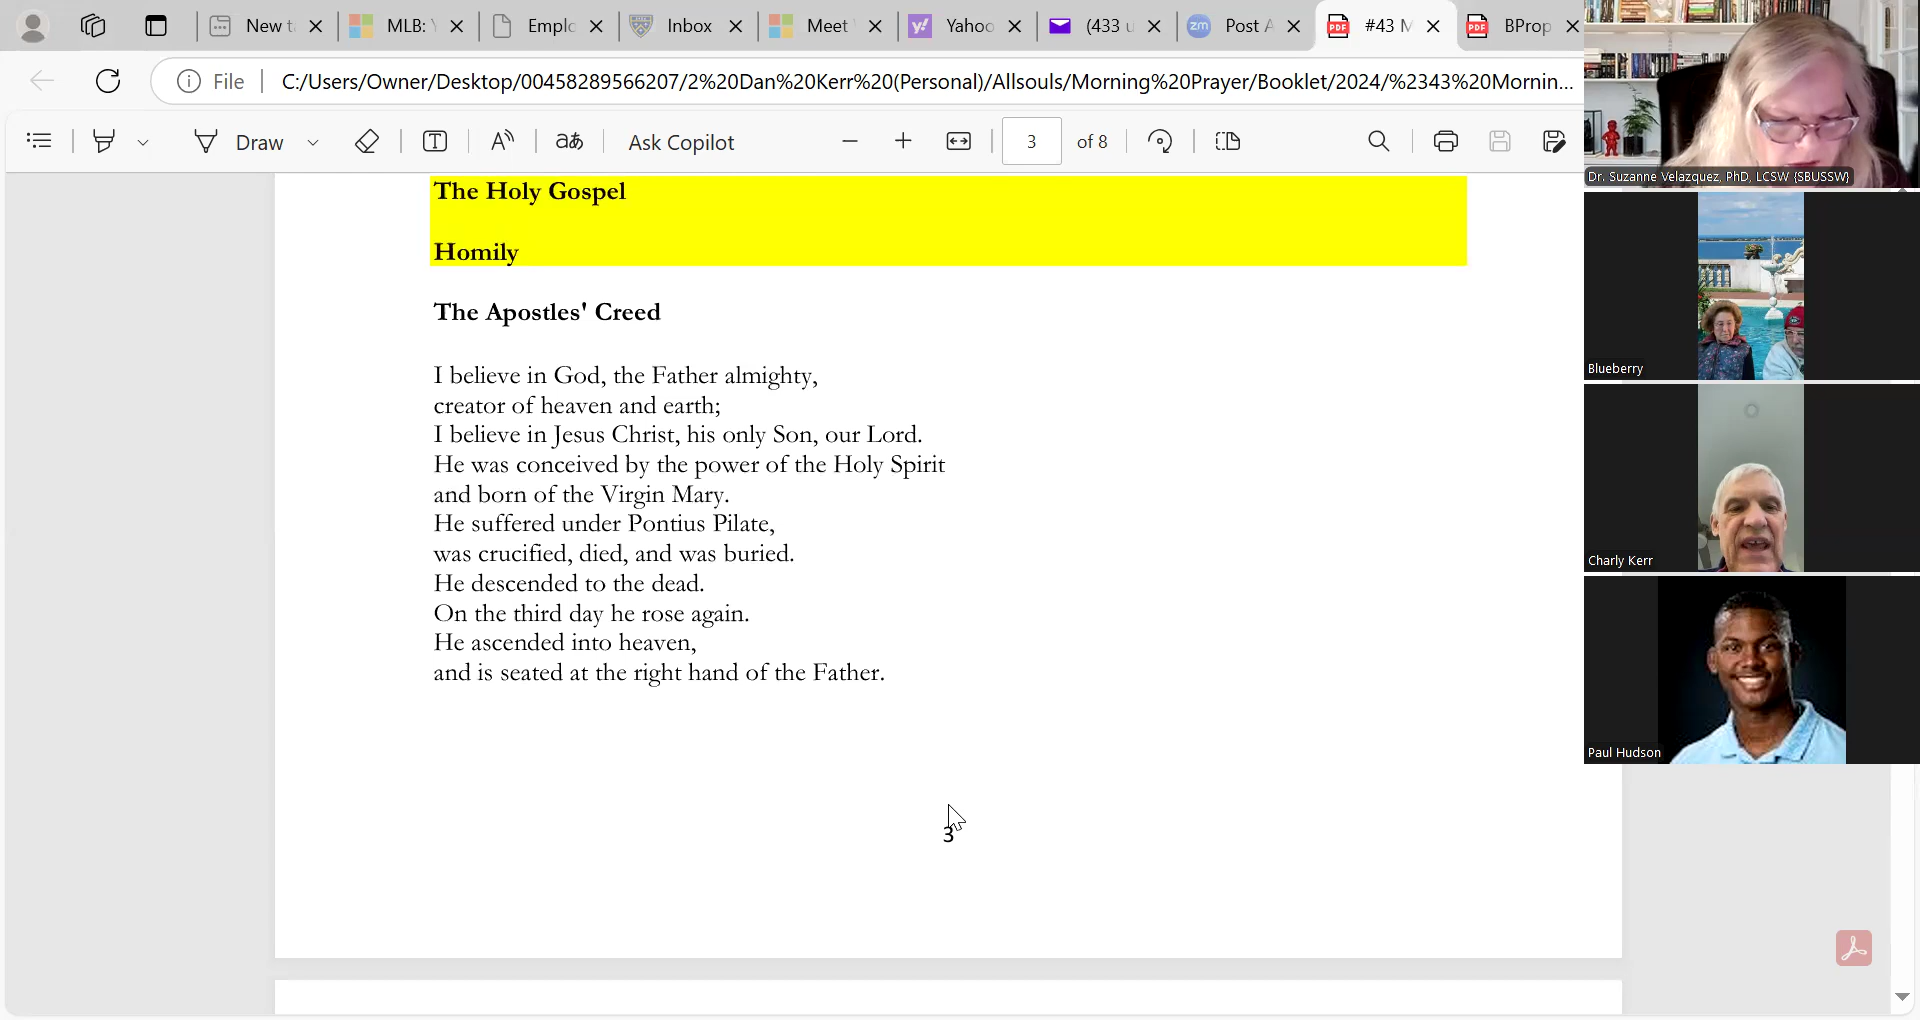 New t
MLB: Y
Emplo
Inbox
Meet
Yahoo
(433 u
zm
Post A
PDF
#43 M
PDF
BProp
File
C:/Users/Owner/Desktop/00458289566207/2%20Dan%20Kerr%20(Personal)/Allsouls/Morning%20Prayer/Booklet/2024/%2343%20Mornin...
Draw
aあ
Ask Copilot
3
of 8
The Holy Gospel
Homily
The Apostles' Creed
I believe in God, the Father almighty,
creator of heaven and earth;
I believe in Jesus Christ, his only Son, our Lord.
He was conceived by the power of the Holy Spirit
and born of the Virgin Mary.
He suffered under Pontius Pilate,
was crucified, died, and was buried.
He descended to the dead.
On the third day he rose again.
He ascended into heaven,
and is seated at the right hand of the Father.
3
Dr. Suzanne Velazquez, PhD, LCSW {SBUSSW}
Blueberry
Charly Kerr
Paul Hudson